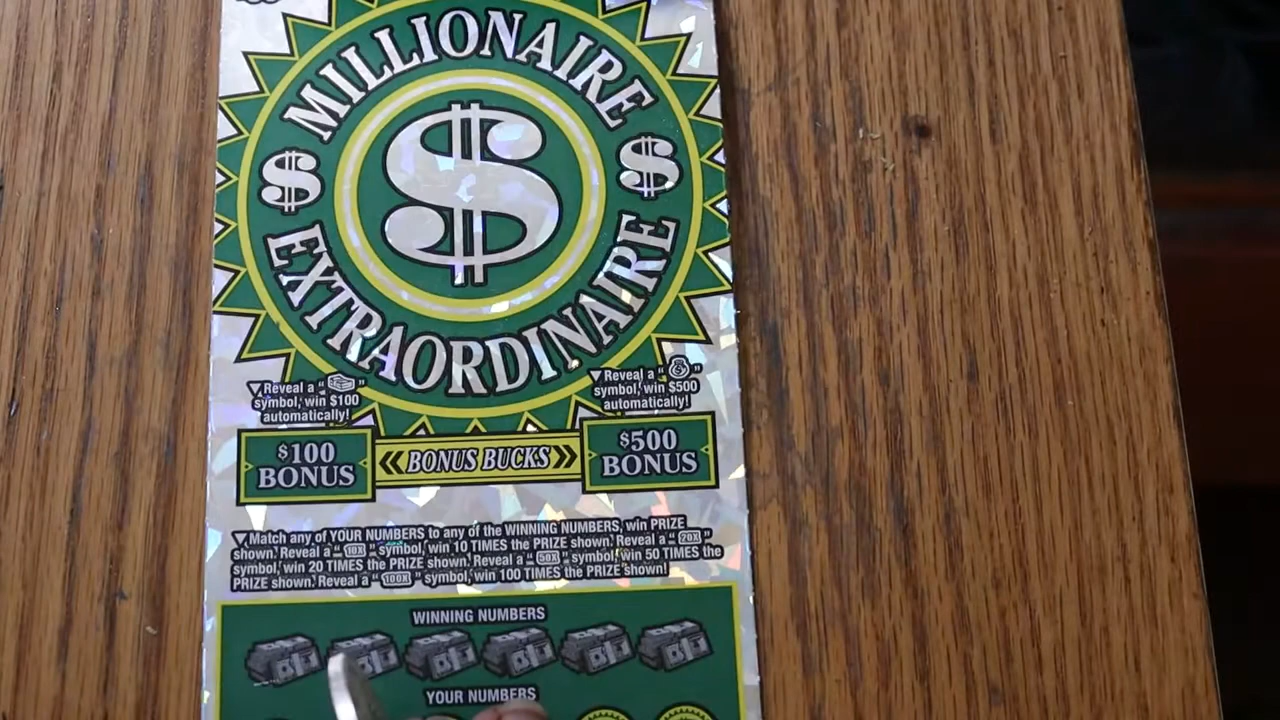 MILLIONAIRE
$ $ $
EXTRAORDINAIRE
▼Reveal a " "
symbol, win $100
automatically!
▼Reveal a " "
symbol, win $500
automatically!
$100
BONUS
BONUS BUCKS
$500
BONUS
▼Match any of YOUR NUMBERS to any of the WINNING NUMBERS, win PRIZE
shown. Reveal a "10X" symbol, win 10 TIMES the PRIZE shown. Reveal a "20X"
symbol, win 20 TIMES the PRIZE shown. Reveal a "50X" symbol, win 50 TIMES the
PRIZE shown. Reveal a "100X" symbol, win 100 TIMES the PRIZE shown!
WINNING NUMBERS
YOUR NUMBERS